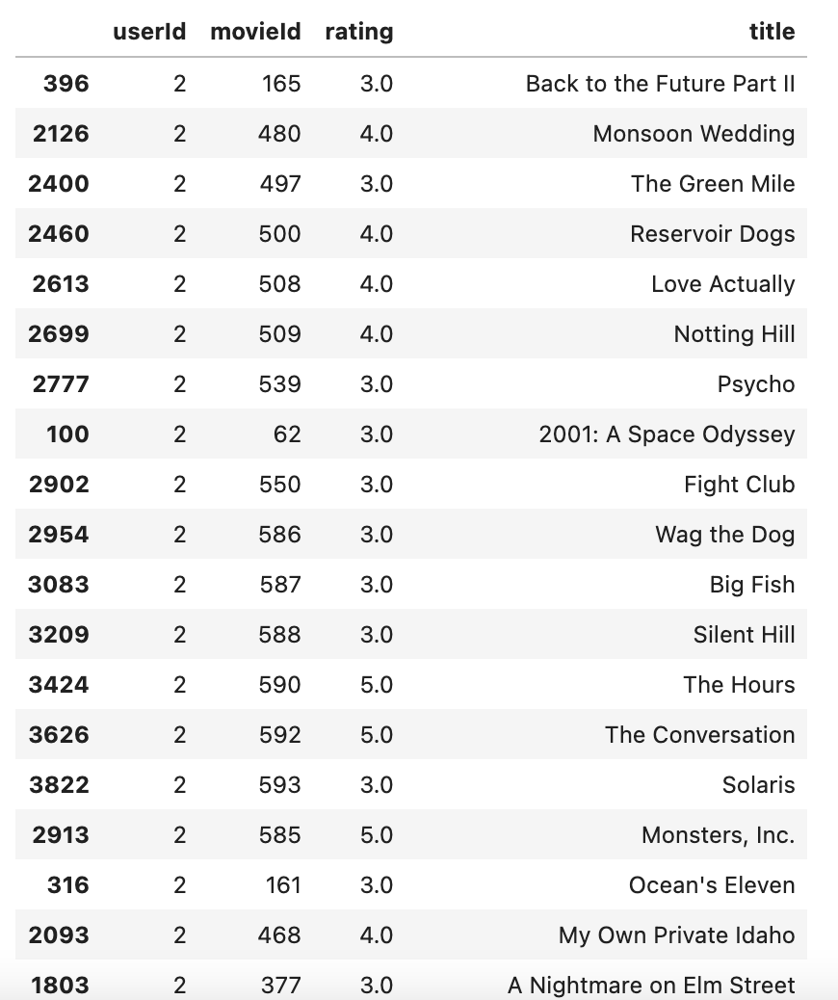 userId movieId rating title
396 2 165 3.0 Back to the Future Part II
2126 2 480 4.0 Monsoon Wedding
2400 2 497 3.0 The Green Mile
2460 2 500 4.0 Reservoir Dogs
2613 2 508 4.0 Love Actually
2699 2 509 4.0 Notting Hill
2777 2 539 3.0 Psycho
100 2 62 3.0 2001: A Space Odyssey
2902 2 550 3.0 Fight Club
2954 2 586 3.0 Wag the Dog
3083 2 587 3.0 Big Fish
3209 2 588 3.0 Silent Hill
3424 2 590 5.0 The Hours
3626 2 592 5.0 The Conversation
3822 2 593 3.0 Solaris
2913 2 585 5.0 Monsters, Inc.
316 2 161 3.0 Ocean's Eleven
2093 2 468 4.0 My Own Private Idaho
1803 2 377 3.0 A Nightmare on Elm Street